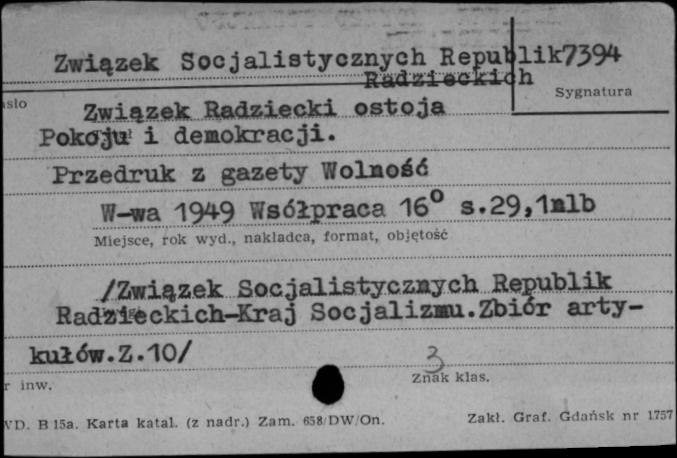 Związek Socjalistycznych Republik 7394
Radzieckich
Sygnatura
Związek Radziecki ostoja
Pokoju i demokracji.
Przedruk z gazety Wolność
W-wa 1949 Wsółpraca 16° s.29,1nlb
Miejsce, rok wyd., nakładca, format, objętość
/Związek Socjalistycznych Republik
Radzieckich-Kraj Socjalizmu.Zbiór arty-
kułów.Z.10/
3
inw.
Znak klas.
B 15a. Karta katal. (z nadr.) Zam. 658/DW/On.
Zakł. Graf. Gdańsk nr 1757